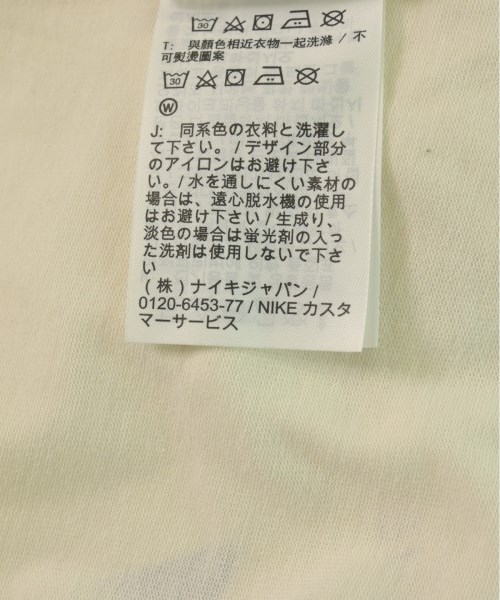 30
T: 與顏色相近衣物一起洗滌 / 不
可熨燙圖案
30
W
J: 同系色の衣料と洗濯し
て下さい。/ デザイン部分
のアイロンはお避け下さ
い。/ 水を通しにくい素材の
場合は、遠心脱水機の使用
はお避け下さい / 生成り、
淡色の場合は蛍光剤の入っ
た洗剤は使用しないで下さ
い
(株) ナイキジャパン /
0120-6453-77 / NIKE カスタ
マーサービス